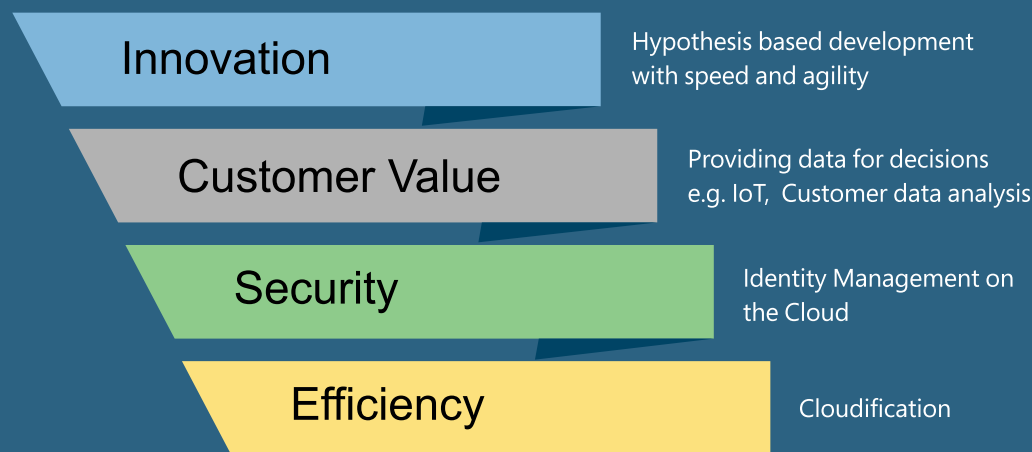 Innovation
Hypothesis based development
with speed and agility
Customer Value
Providing data for decisions
e.g. IoT,  Customer data analysis
Security
Identity Management on
the Cloud
Efficiency
Cloudification